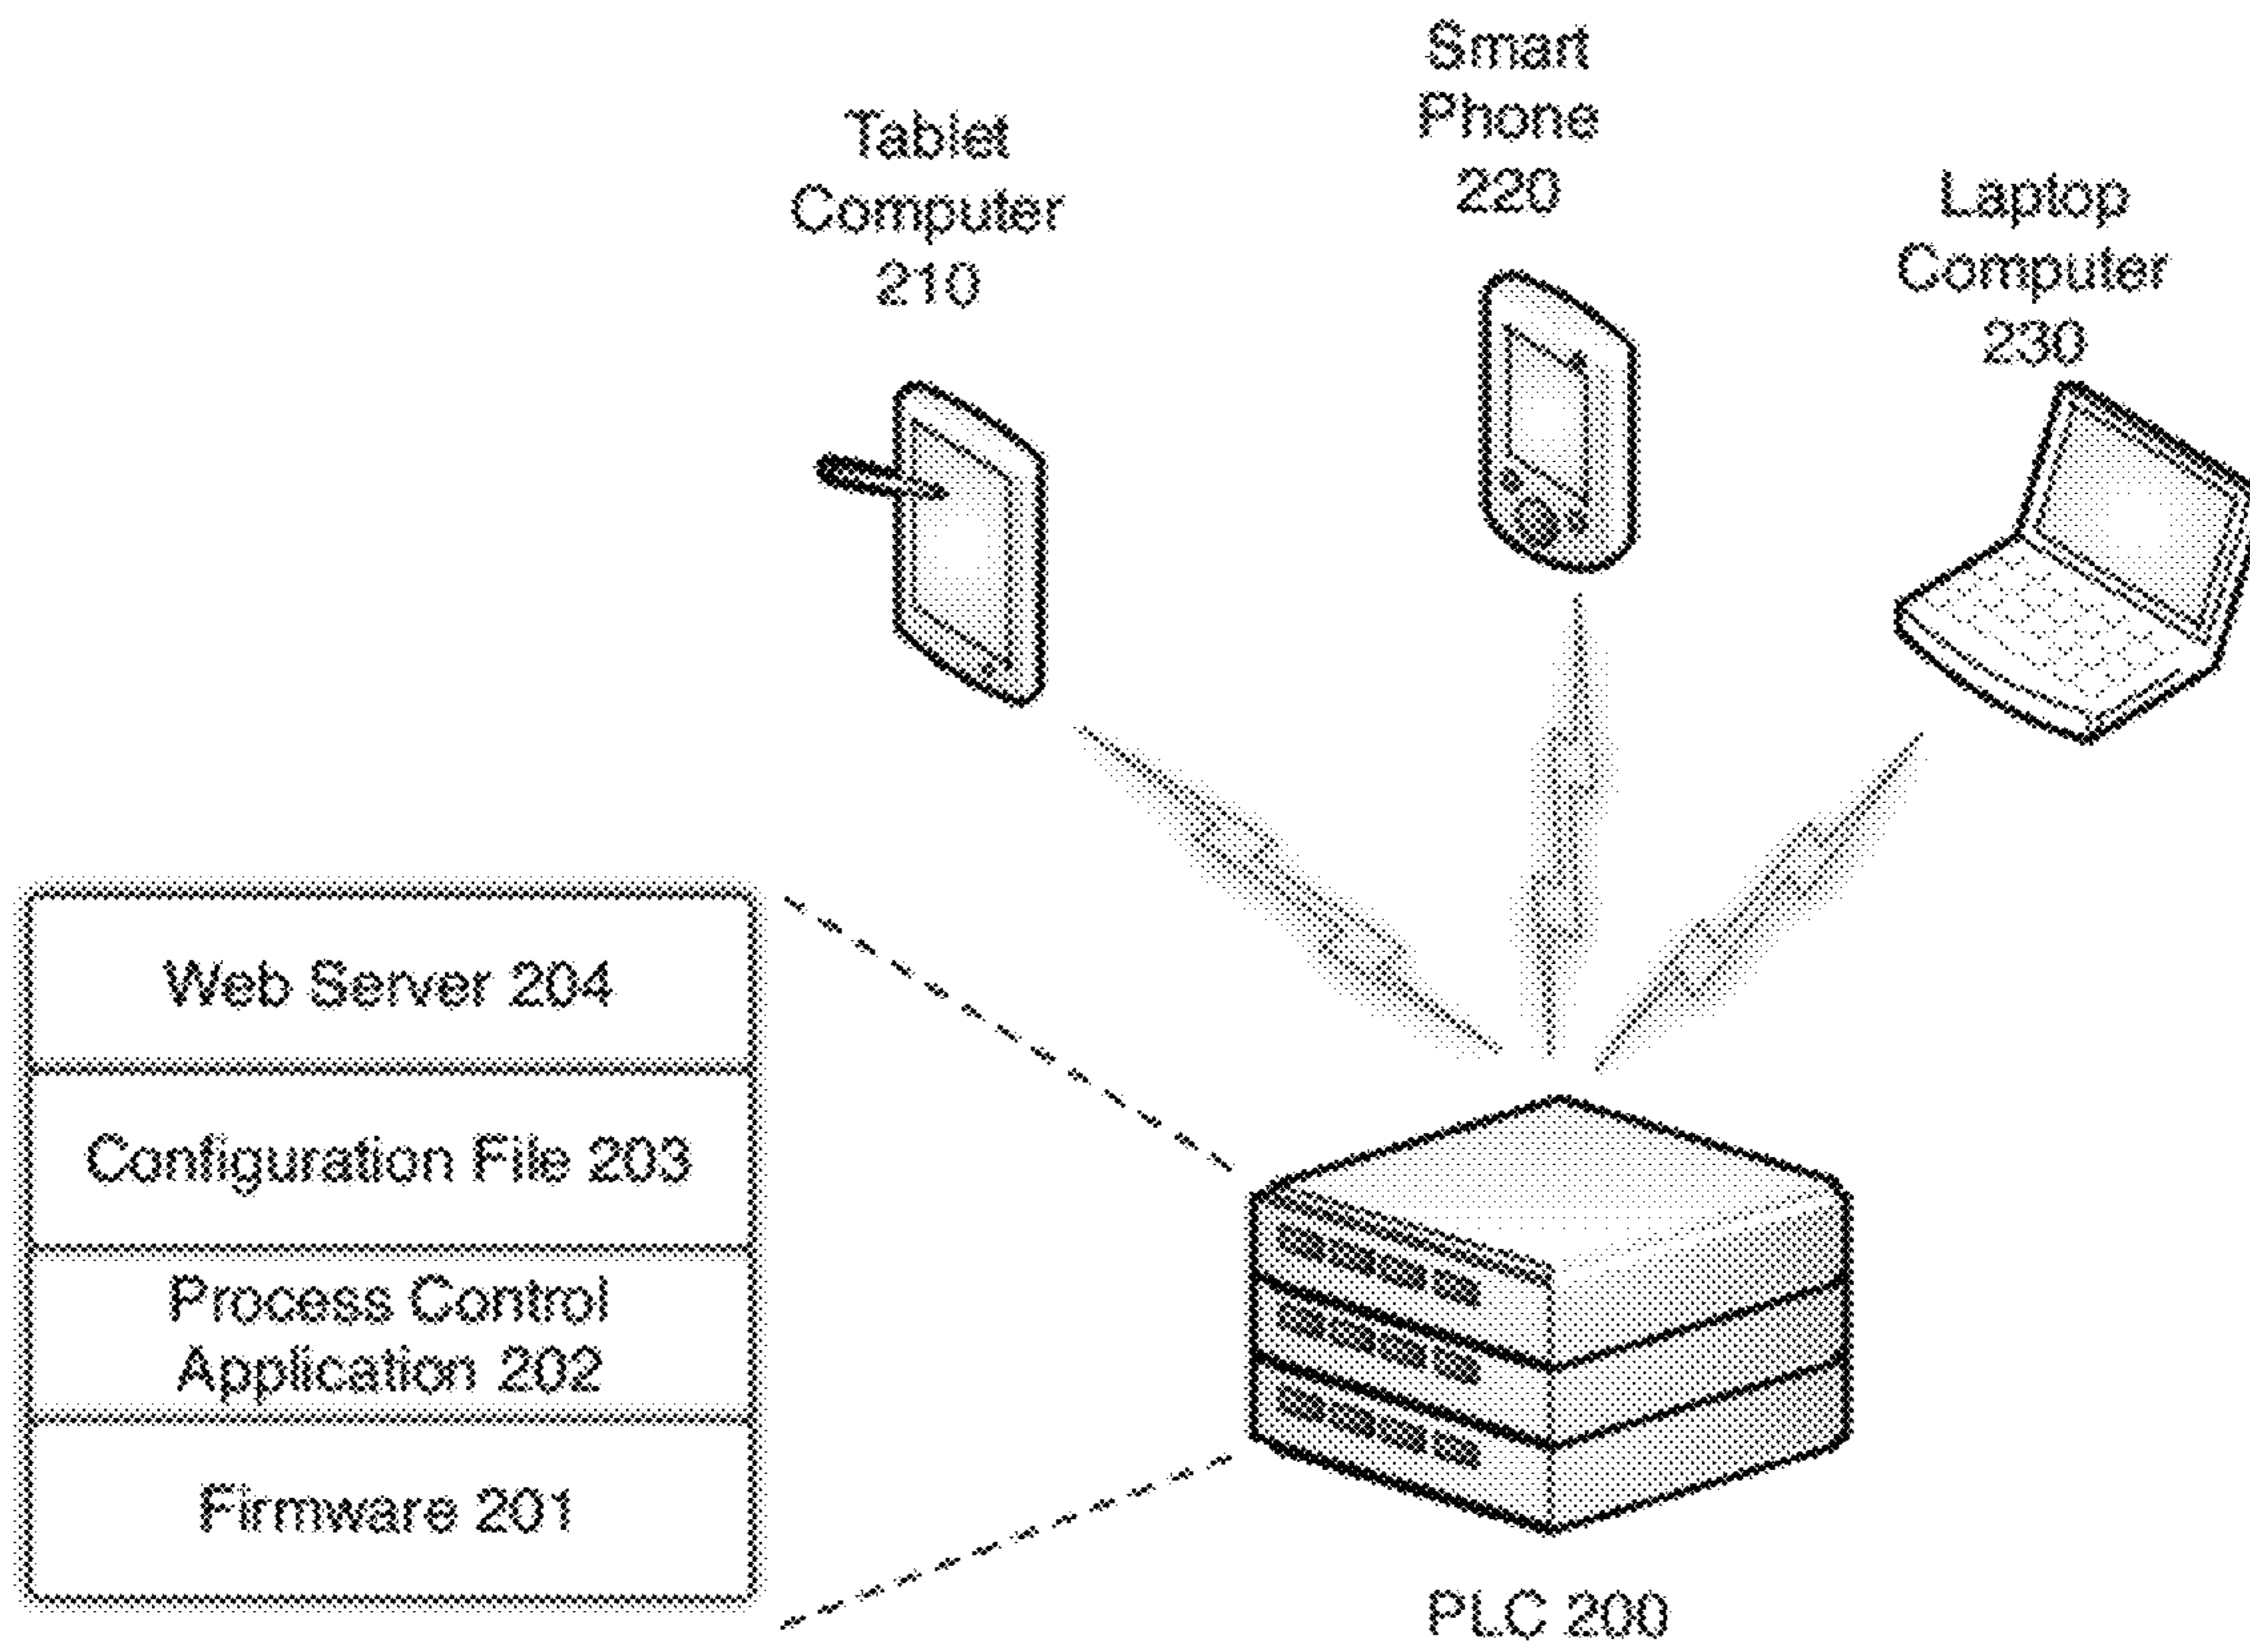 Smart
Phone
220
Tablet
Computer
210
Laptop
Computer
230
Web Server 204
Configuration File 203
Process Control
Application 202
Firmware 201
PLC 200